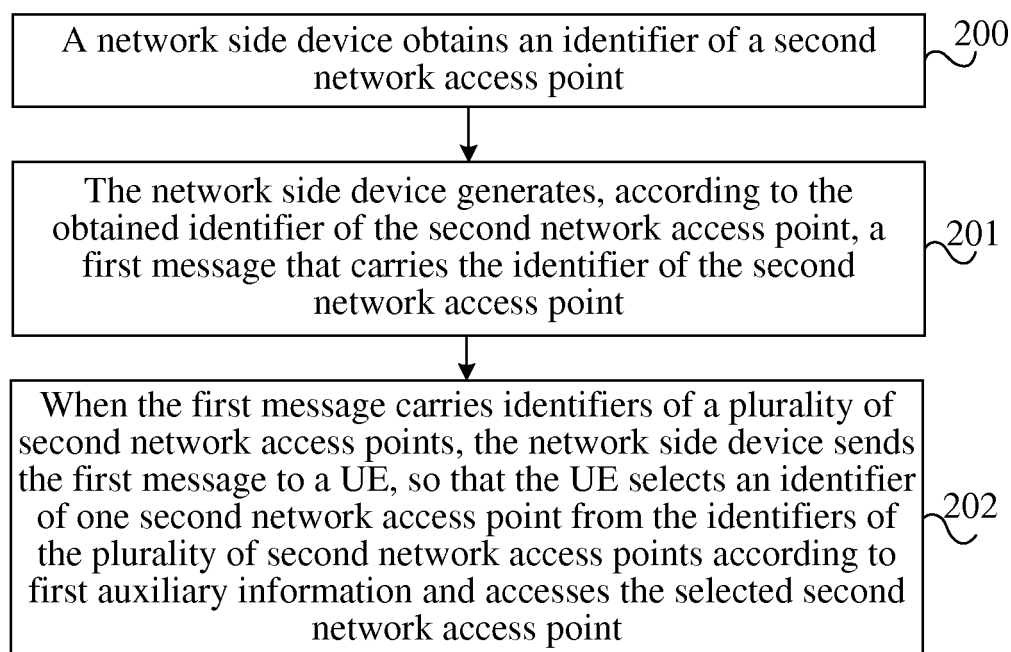 A network side device obtains an identifier of a second
network access point
200
The network side device generates, according to the
obtained identifier of the second network access point, a
first message that carries the identifier of the second
network access point
201
When the first message carries identifiers of a plurality of
second network access points, the network side device sends
the first message to a UE, so that the UE selects an identifier
of one second network access point from the identifiers of
the plurality of second network access points according to
first auxiliary information and accesses the selected second
network access point
202